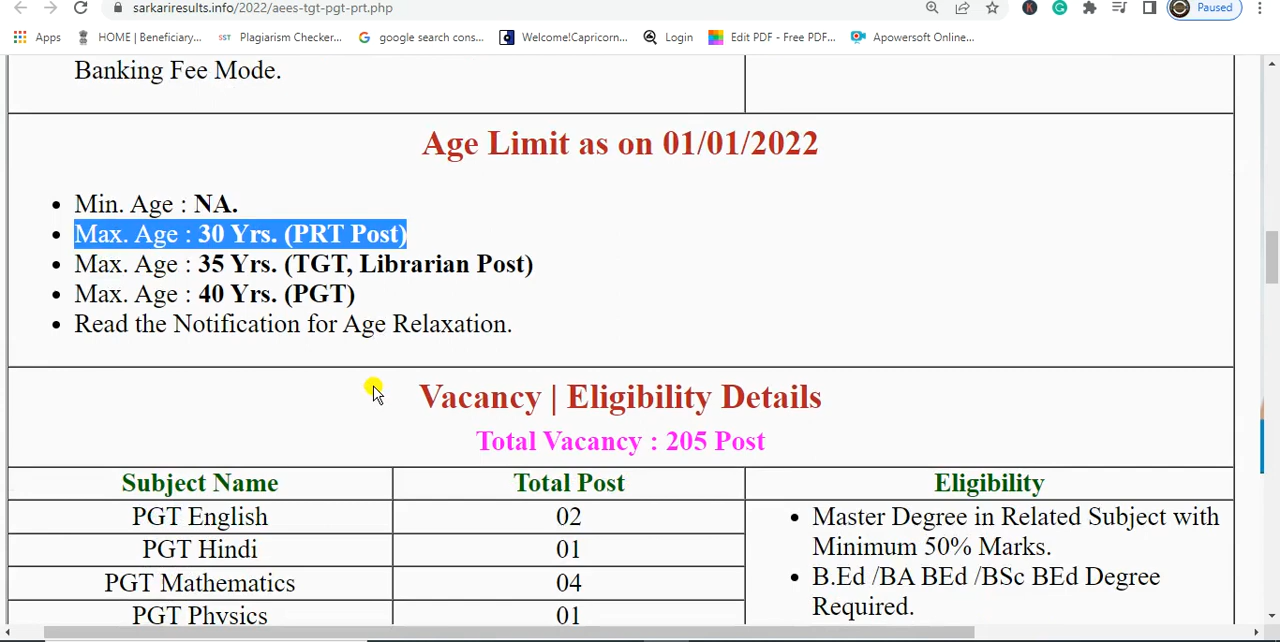 sarkariresults.info/2022/aees-tgt-pgt-prt.php
Paused
Apps
HOME | Beneficiary...
SST Plagiarism Checker...
google search cons...
Welcome!Capricorn...
Login
Edit PDF - Free PDF...
Apowersoft Online...
Banking Fee Mode.
Age Limit as on 01/01/2022
• Min. Age : NA.
• Max. Age : 30 Yrs. (PRT Post)
• Max. Age : 35 Yrs. (TGT, Librarian Post)
• Max. Age : 40 Yrs. (PGT)
• Read the Notification for Age Relaxation.
Vacancy | Eligibility Details
Total Vacancy : 205 Post
Subject Name Total Post Eligibility
PGT English 02
PGT Hindi 01
PGT Mathematics 04
PGT Physics 01
• Master Degree in Related Subject with
Minimum 50% Marks.
• B.Ed /BA BEd /BSc BEd Degree
Required.